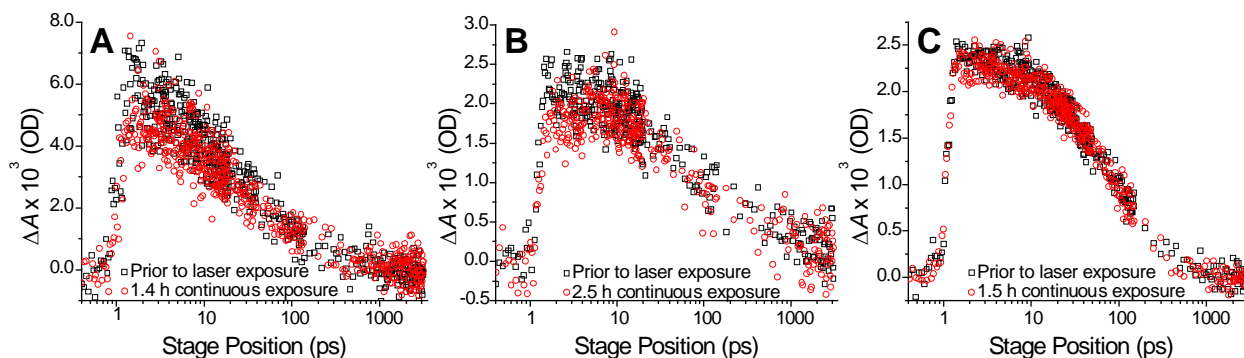 A
ΔA x 10³ (OD)
8.0
6.0
4.0
2.0
0.0
□ Prior to laser exposure
○ 1.4 h continuous exposure
1 10 100 1000
Stage Position (ps)
B
ΔA x 10³ (OD)
3.0
2.5
2.0
1.5
1.0
0.5
0.0
-0.5
□ Prior to laser exposure
○ 2.5 h continuous exposure
1 10 100 1000
Stage Position (ps)
C
ΔA x 10³ (OD)
2.5
2.0
1.5
1.0
0.5
0.0
□ Prior to laser exposure
○ 1.5 h continuous exposure
1 10 100 1000
Stage Position (ps)